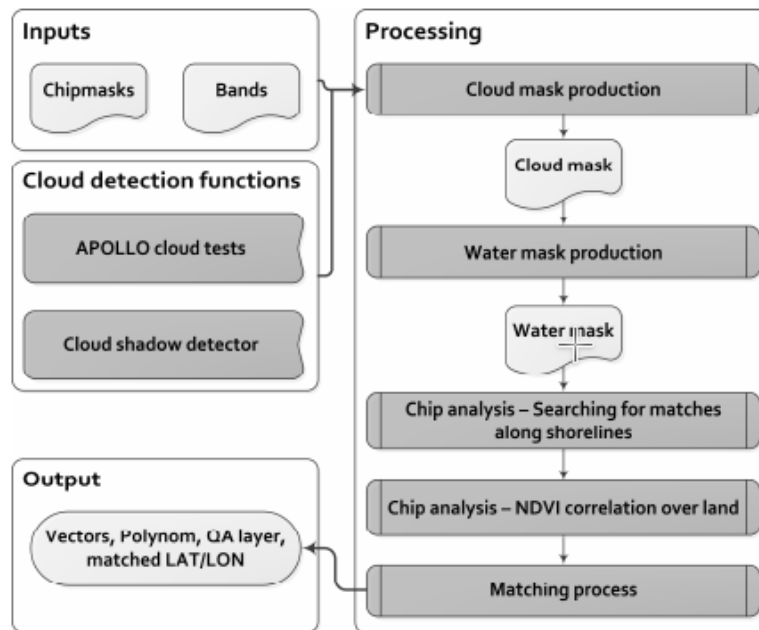 Inputs
Chipmasks
Bands
Cloud detection functions
APOLLO cloud tests
Cloud shadow detector
Output
Vectors, Polynom, QA layer,
matched LAT/LON
Processing
Cloud mask production
Cloud mask
Water mask production
Water mask
Chip analysis – Searching for matches
along shorelines
Chip analysis – NDVI correlation over land
Matching process